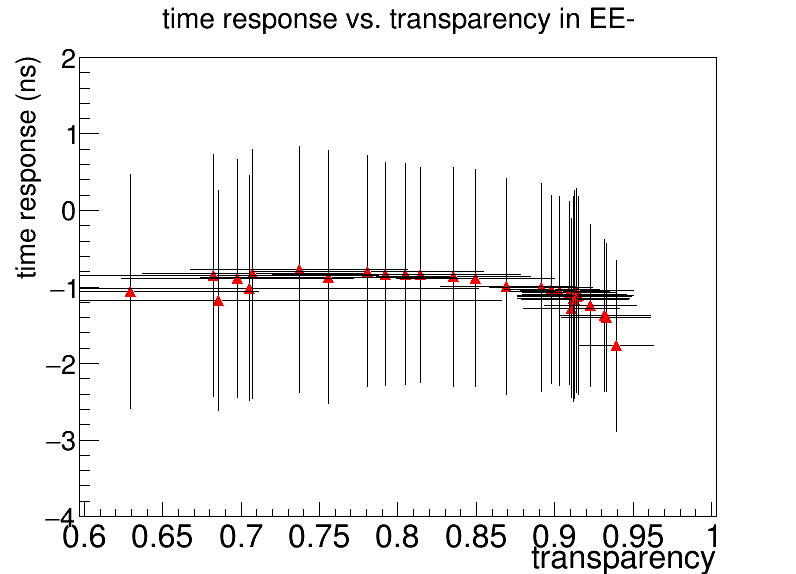 time response vs. transparency in EE-
time response (ns)
2
1
0
−1
−2
−3
−4
0.6 0.65 0.7 0.75 0.8 0.85 0.9 0.95 1
transparency